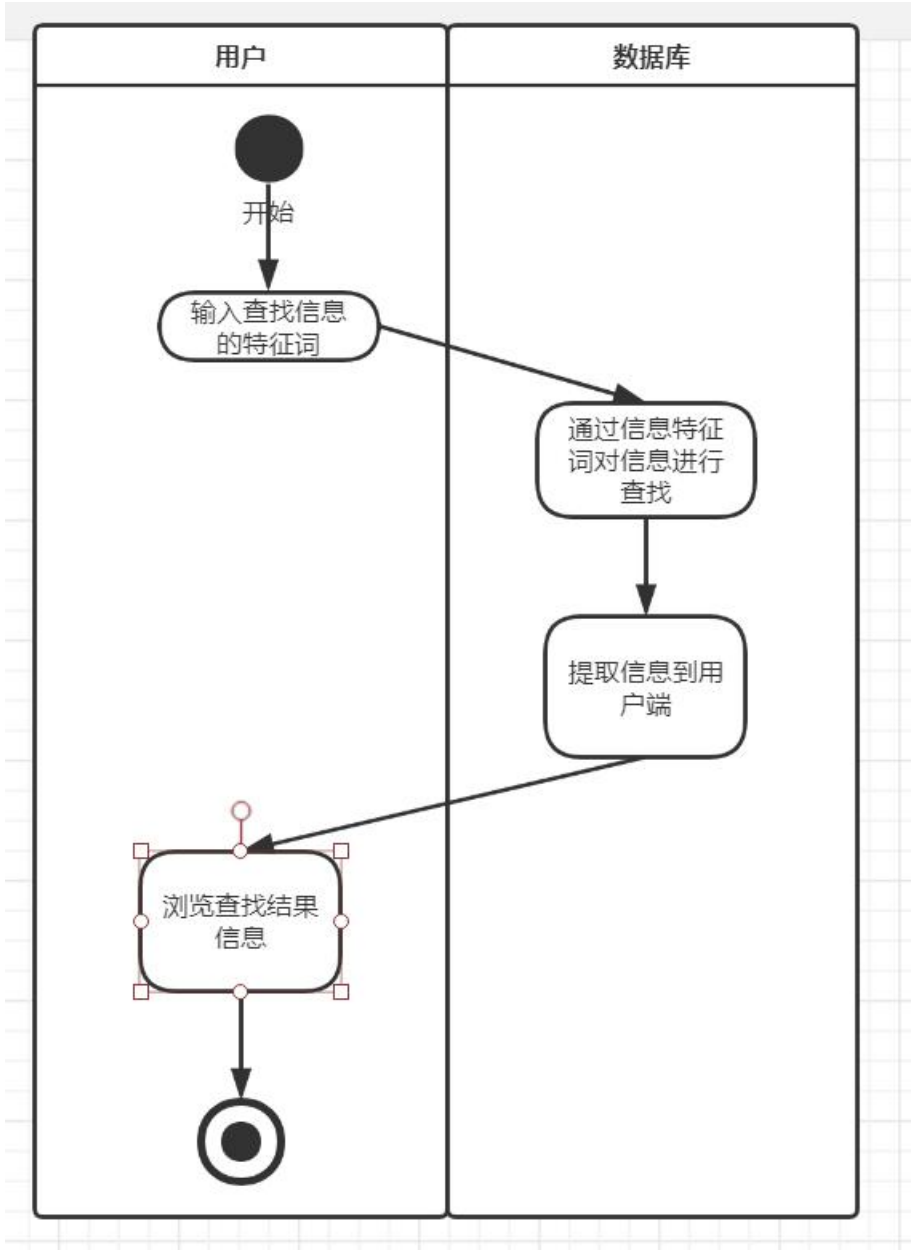 用户
数据库
开始
输入查找信息
的特征词
通过信息特征
词对信息进行
查找
提取信息到用
户端
浏览查找结果
信息